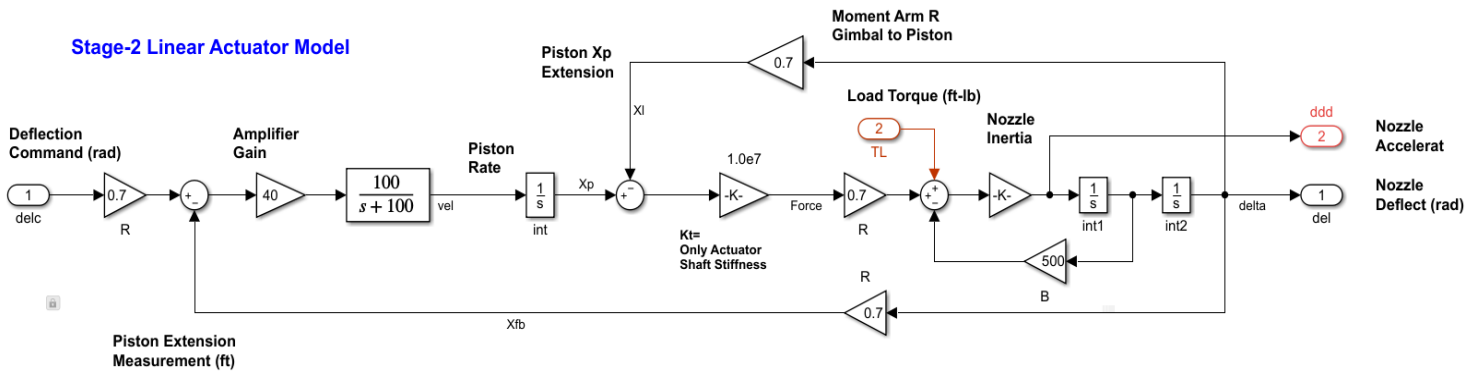 Stage-2 Linear Actuator Model
Moment Arm R
Gimbal to Piston
0.7
Piston Xp
Extension
Xl
Load Torque (ft-lb)
2
TL
Nozzle
Inertia
ddd
2
Nozzle
Accelerat
Deflection
Command (rad)
1
delc
0.7
R
+
−
Amplifier
Gain
40
100
s + 100
vel
Piston
Rate
1
s
int
Xp
−
+
1.0e7
-K-
Kt=
Only Actuator
Shaft Stiffness
Force
0.7
R
+
+
−
-K-
1
s
int1
1
s
int2
delta
1
del
Nozzle
Deflect (rad)
500
B
R
0.7
Xfb
Piston Extension
Measurement (ft)